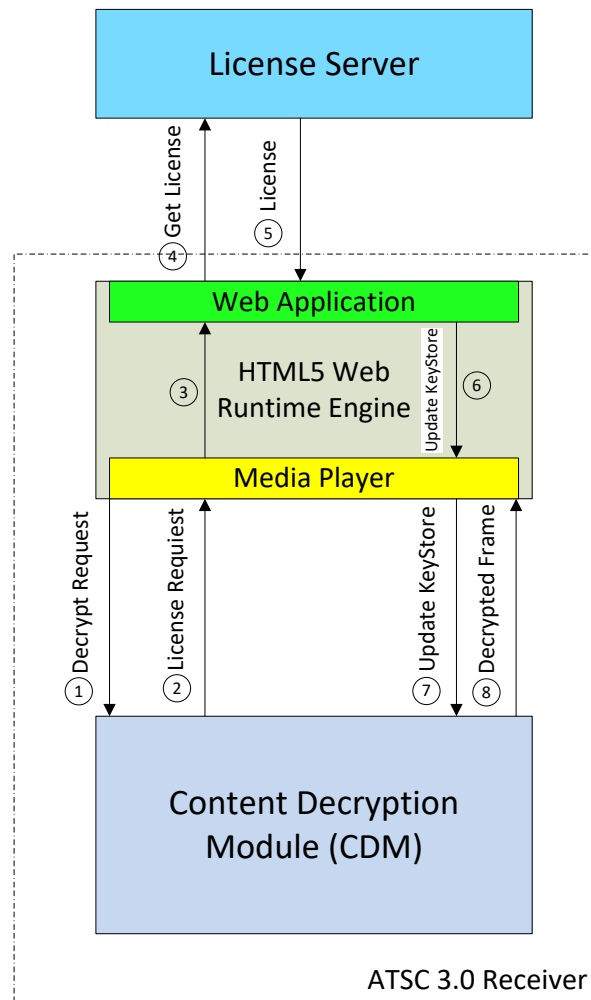 License Server
Get License
License
4
5
Web Application
HTML5 Web
Runtime Engine
3
Update KeyStore
6
Media Player
Decrypt Request
License Requiest
Update KeyStore
Decrypted Frame
1
2
7
8
Content Decryption
Module (CDM)
ATSC 3.0 Receiver